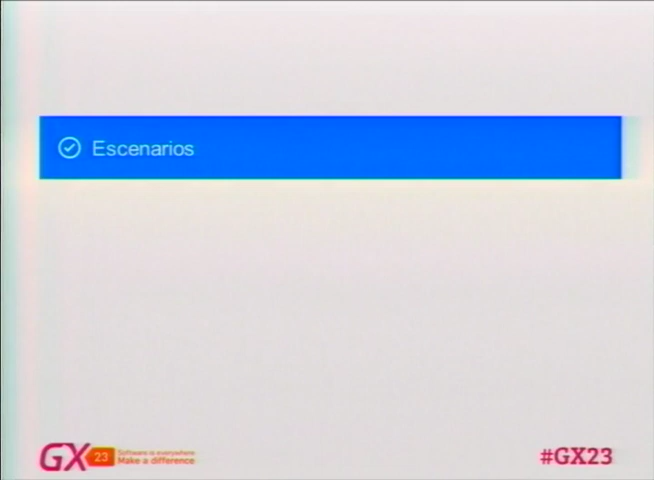 Escenarios
GX 23
Software is everywhere
Make a difference
#GX23